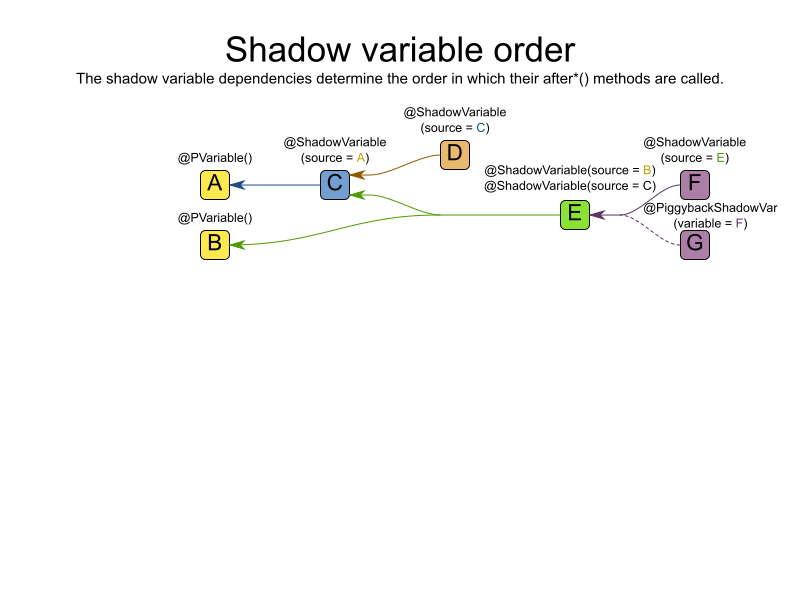 Shadow variable order
The shadow variable dependencies determine the order in which their after*() methods are called.
@ShadowVariable
(source = C)
D
@ShadowVariable
(source = A)
C
@PVariable()
A
@ShadowVariable
(source = E)
F
@ShadowVariable(source = B)
@ShadowVariable(source = C)
E
@PiggybackShadowVar
(variable = F)
G
@PVariable()
B